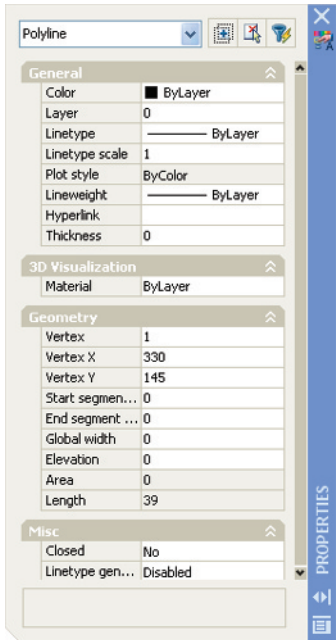 Polyline
General
Color ByLayer
Layer 0
Linetype ByLayer
Linetype scale 1
Plot style ByColor
Lineweight ByLayer
Hyperlink
Thickness 0
3D Visualization
Material ByLayer
Geometry
Vertex 1
Vertex X 330
Vertex Y 145
Start segmen... 0
End segment ... 0
Global width 0
Elevation 0
Area 0
Length 39
Misc
Closed No
Linetype gen... Disabled
PROPERTIES